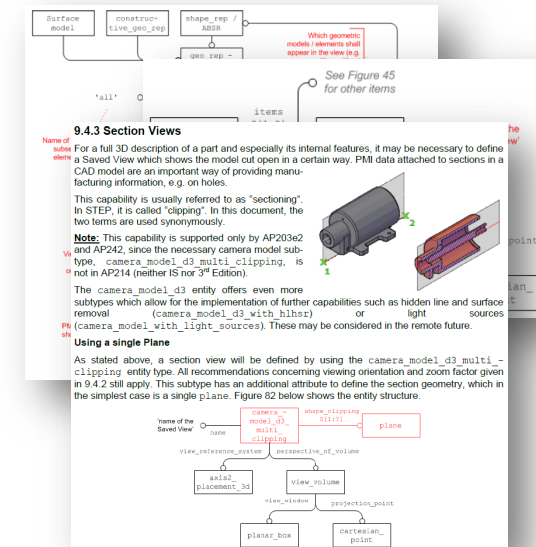 Surface
model
construc-
tive_geo_rep
shape_rep /
ABSR
geo rep -
Which geometric
models / elements shall
appear in the view (e.g.
See Figure 45
for other items
'all'
items
Name of
9.4.3 Section Views
For a full 3D description of a part and especially its internal features, it may be necessary to define
a Saved View which shows the model cut open in a certain way. PMI data attached to sections in a
CAD model are an important way of providing manu-
facturing information, e.g. on holes.
This capability is usually referred to as "sectioning".
In STEP, it is called "clipping". In this document, the
two terms are used synonymously.
Note: This capability is supported only by AP203e2
and AP242, since the necessary camera model sub-
type, camera_model_d3_multi_clipping, is
not in AP214 (neither IS nor 3rd Edition).
1
2
The camera_model_d3 entity offers even more
subtypes which allow for the implementation of further capabilities such as hidden line and surface
removal (camera_model_d3_with_hlhsr) or light sources
(camera_model_with_light_sources). These may be considered in the remote future.
Using a single Plane
As stated above, a section view will be defined by using the camera_model_d3_multi_-
clipping entity type. All recommendations concerning viewing orientation and zoom factor given
in 9.4.2 still apply. This subtype has an additional attribute to define the section geometry, which in
the simplest case is a single plane. Figure 82 below shows the entity structure.
'name of the
Saved View'
name
camera_-
model_d3_
multi_
clipping
shape_clipping
S[1:?]
plane
view_reference_system
perspective_of_volume
axis2_
placement_3d
view_volume
view_window
projection_point
planar_box
cartesian_
point
point